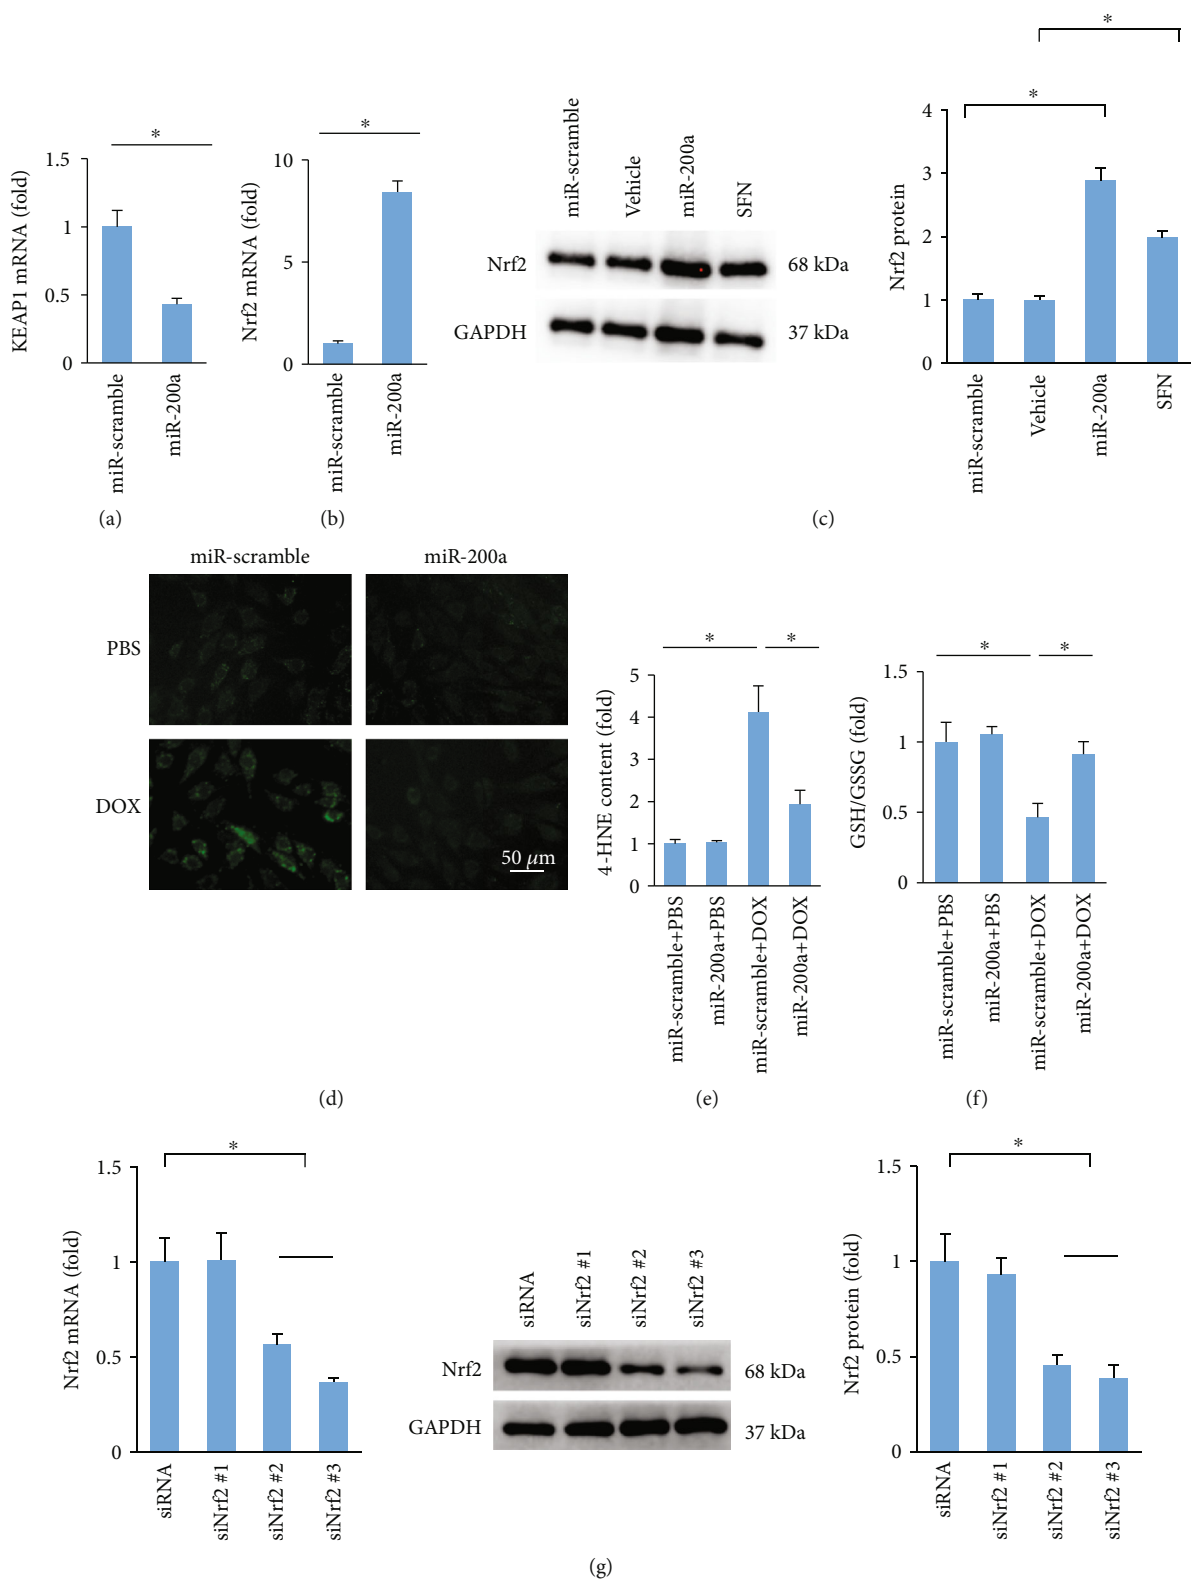 *
KEAP1 mRNA (fold)
1.5
1
0.5
0
miR-scramble
miR-200a
(a)
*
Nrf2 mRNA (fold)
10
5
0
miR-scramble
miR-200a
(b)
miR-scramble
Vehicle
miR-200a
SFN
Nrf2
68 kDa
GAPDH
37 kDa
*
*
Nrf2 protein
4
3
2
1
0
miR-scramble
Vehicle
miR-200a
SFN
(c)
miR-scramble
miR-200a
PBS
DOX
50 μm
(d)
*
*
4-HNE content (fold)
5
4
3
2
1
0
miR-scramble+PBS
miR-200a+PBS
miR-scramble+DOX
miR-200a+DOX
(e)
*
*
GSH/GSSG (fold)
1.5
1
0.5
0
miR-scramble+PBS
miR-200a+PBS
miR-scramble+DOX
miR-200a+DOX
(f)
*
Nrf2 mRNA (fold)
1.5
1
0.5
0
siRNA
siNrf2 #1
siNrf2 #2
siNrf2 #3
siRNA
siNrf2 #1
siNrf2 #2
siNrf2 #3
Nrf2
68 kDa
GAPDH
37 kDa
*
Nrf2 protein (fold)
1.5
1
0.5
0
siRNA
siNrf2 #1
siNrf2 #2
siNrf2 #3
(g)